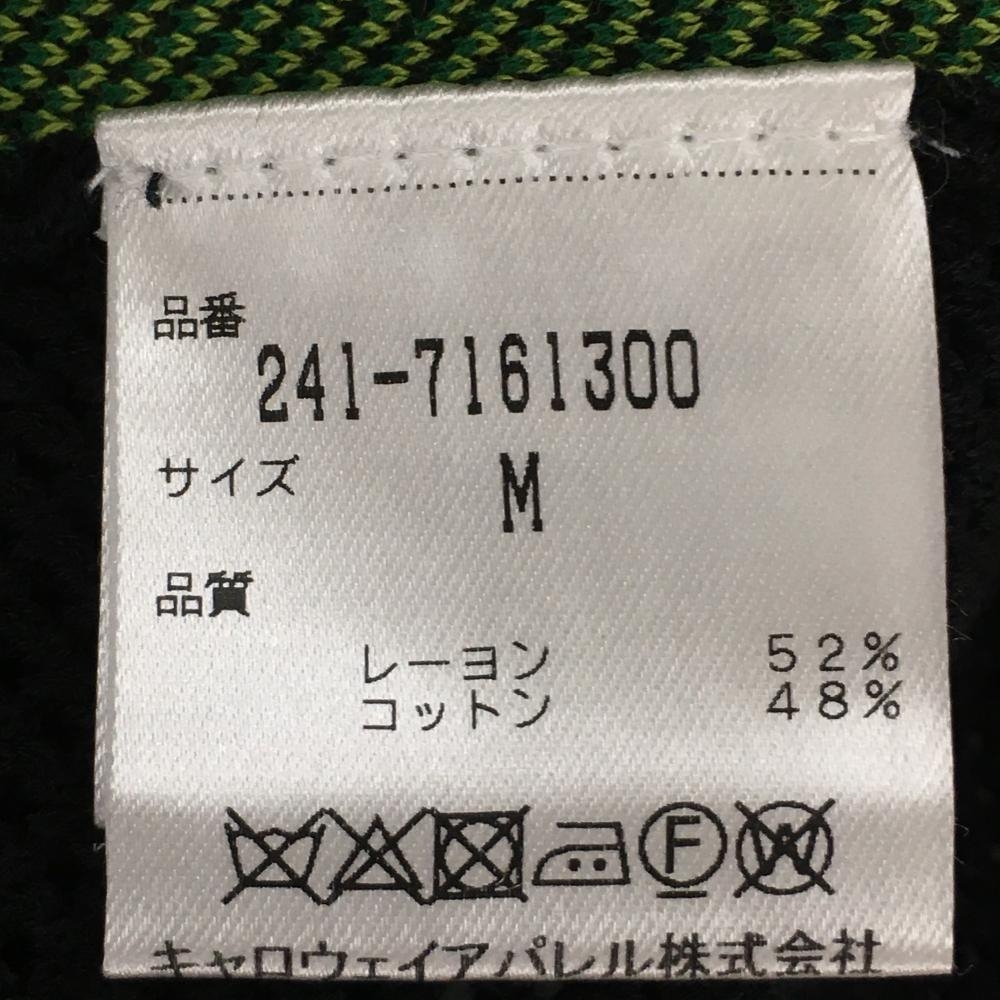 品番
241-7161300
サイズ M
品質
レーヨン 52%
コットン 48%
F W
キャロウェイアパレル株式会社